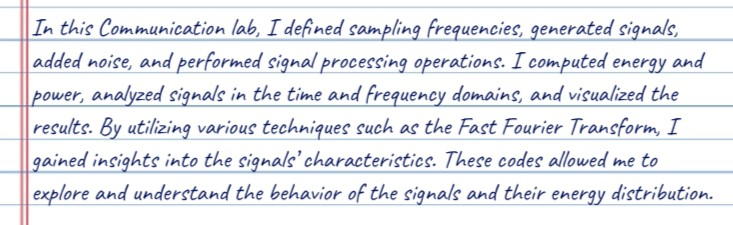 In this Communication lab, I defined sampling frequencies, generated signals,
added noise, and performed signal processing operations. I computed energy and
power, analyzed signals in the time and frequency domains, and visualized the
results. By utilizing various techniques such as the Fast Fourier Transform, I
gained insights into the signals' characteristics. These codes allowed me to
explore and understand the behavior of the signals and their energy distribution.